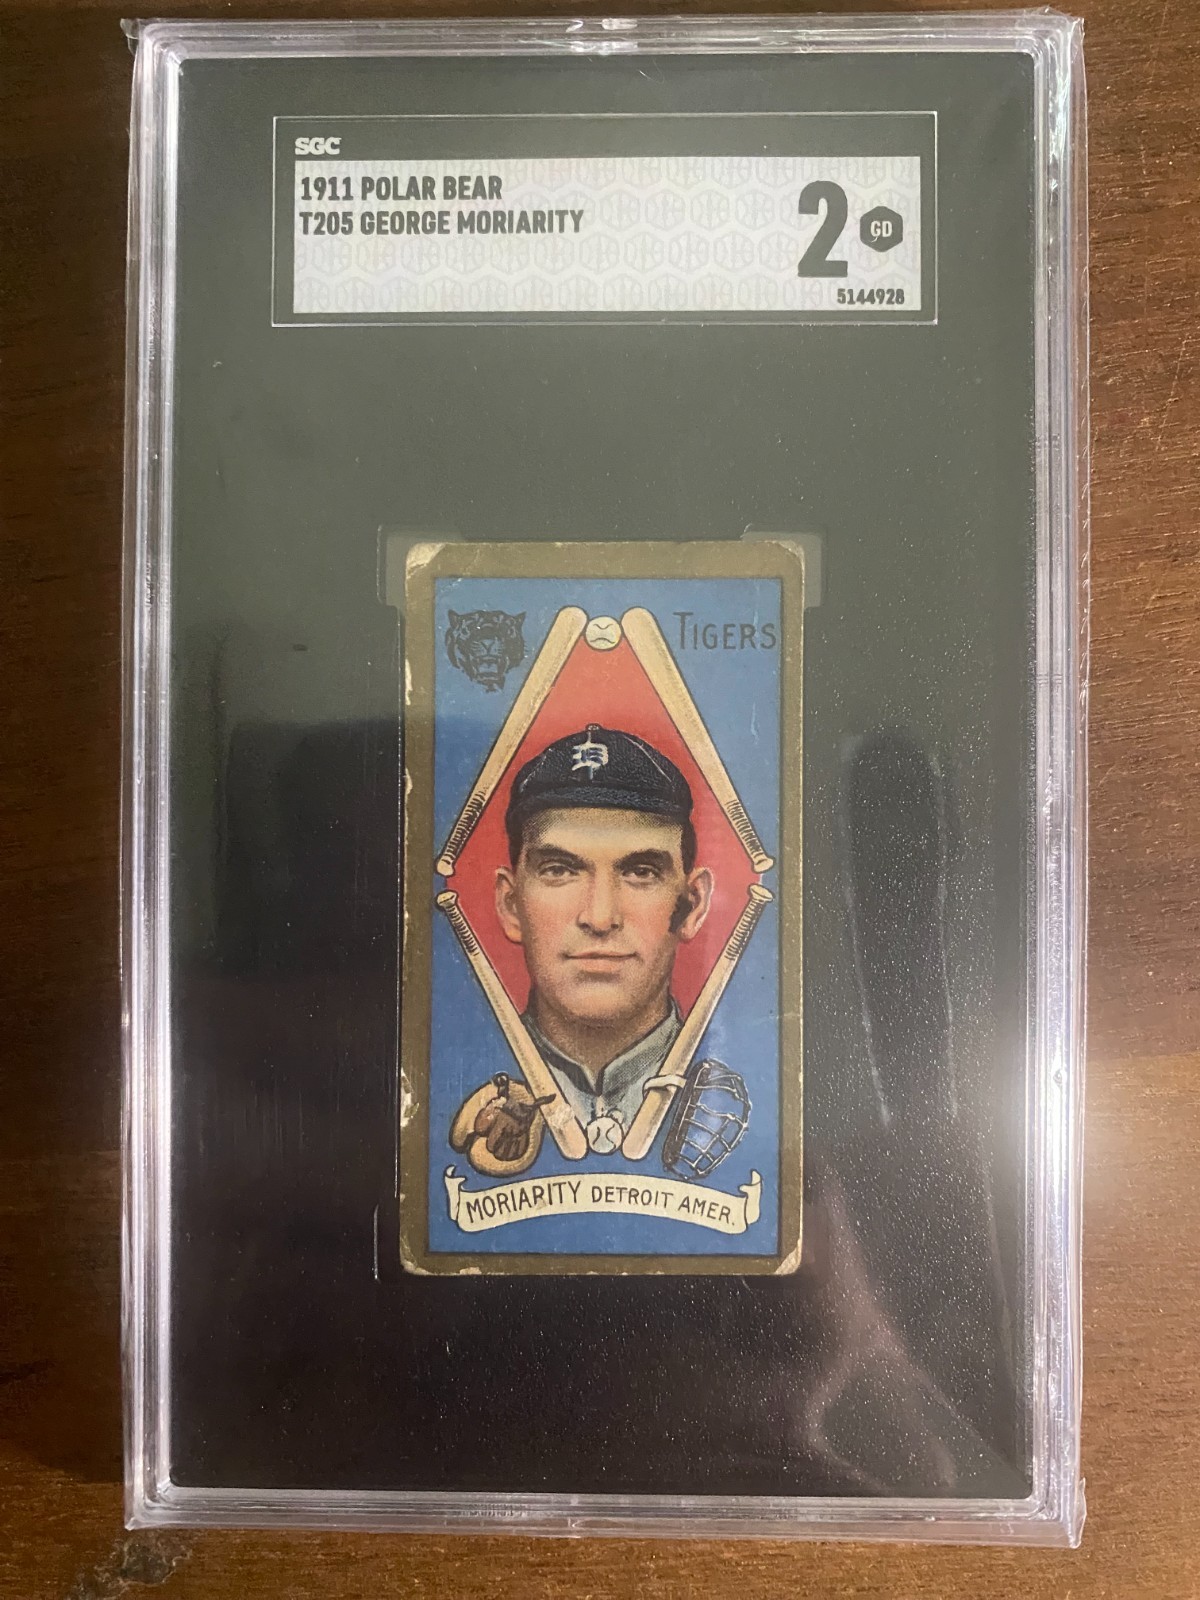 SGC
1911 POLAR BEAR
T205 GEORGE MORIARITY
2 GD
5144928
TIGERS
D
MORIARITY DETROIT AMER.